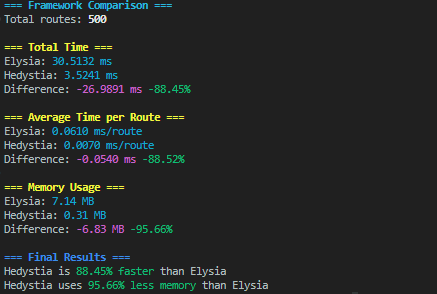 === Framework Comparison ===
Total routes: 500
=== Total Time ===
Elysia: 30.5132 ms
Hedystia: 3.5241 ms
Difference: -26.9891 ms -88.45%
=== Average Time per Route ===
Elysia: 0.0610 ms/route
Hedystia: 0.0070 ms/route
Difference: -0.0540 ms -88.52%
=== Memory Usage ===
Elysia: 7.14 MB
Hedystia: 0.31 MB
Difference: -6.83 MB -95.66%
=== Final Results ===
Hedystia is 88.45% faster than Elysia
Hedystia uses 95.66% less memory than Elysia